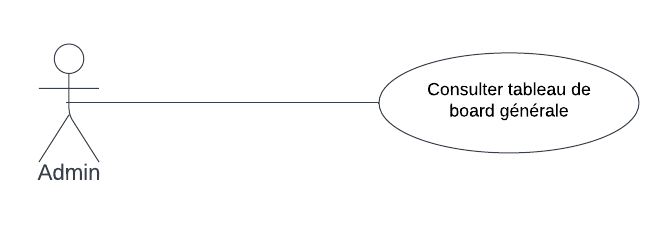 Consulter tableau de
board générale
Admin